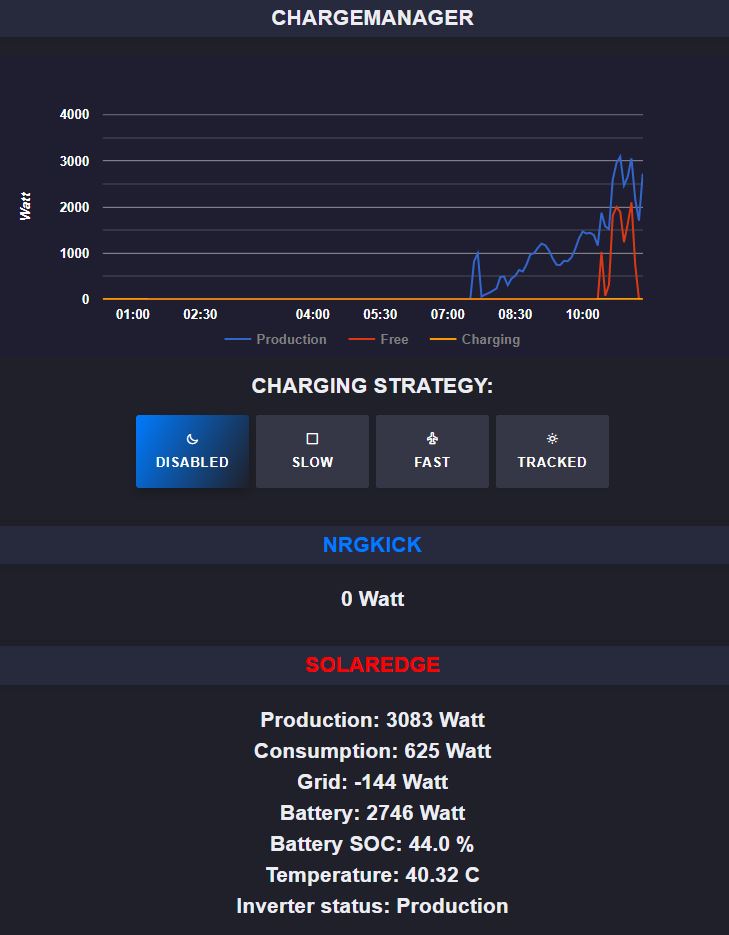 CHARGEMANAGER
4000
3000
2000
1000
0
Watt
01:00 02:30 04:00 05:30 07:00 08:30 10:00
Production Free Charging
CHARGING STRATEGY:
DISABLED SLOW FAST TRACKED
NRGKICK
0 Watt
SOLAREDGE
Production: 3083 Watt
Consumption: 625 Watt
Grid: -144 Watt
Battery: 2746 Watt
Battery SOC: 44.0 %
Temperature: 40.32 C
Inverter status: Production